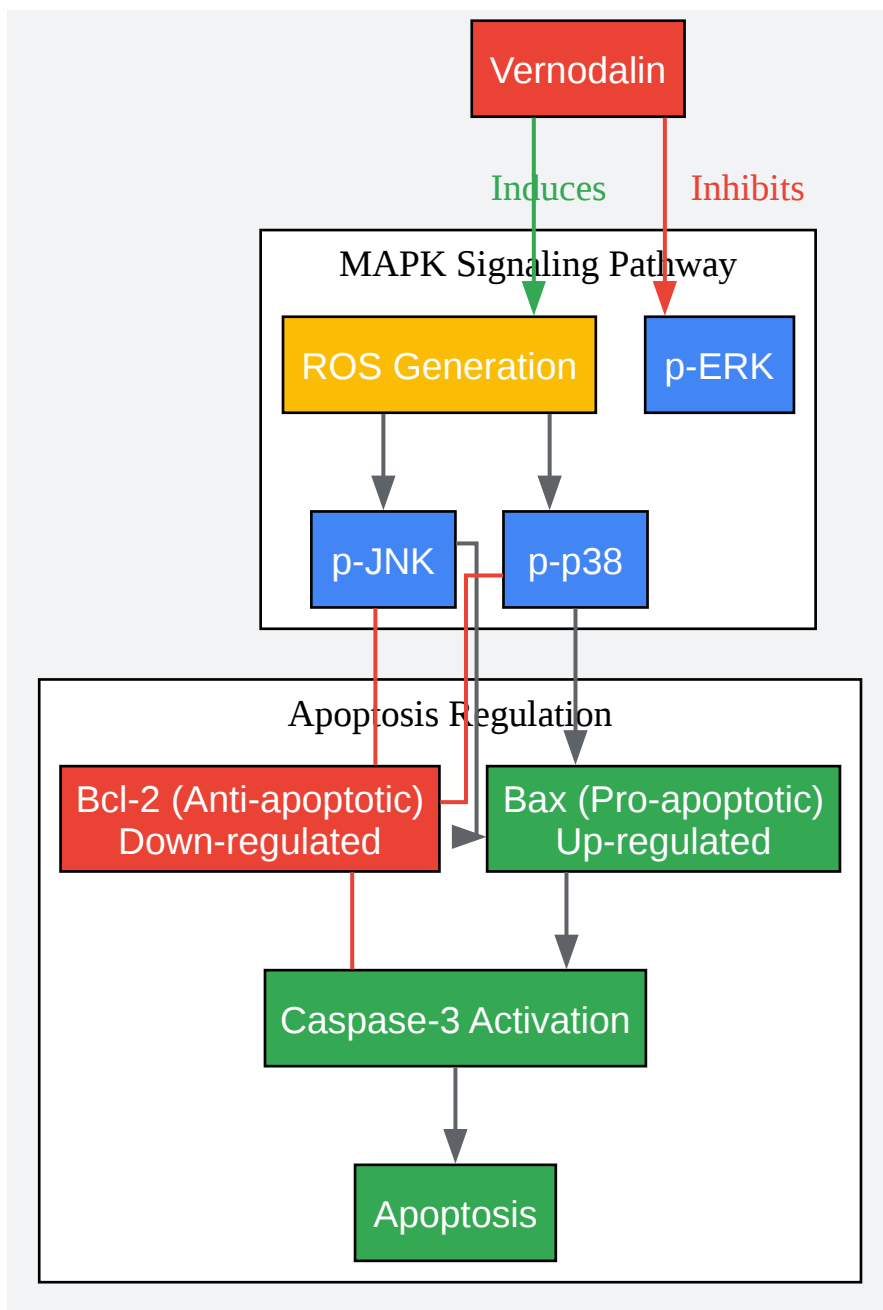 Vernodalin
Induces
Inhibits
MAPK Signaling Pathway
ROS Generation
p-ERK
p-JNK
p-p38
Apoptosis Regulation
Bcl-2 (Anti-apoptotic)
Down-regulated
Bax (Pro-apoptotic)
Up-regulated
Caspase-3 Activation
Apoptosis